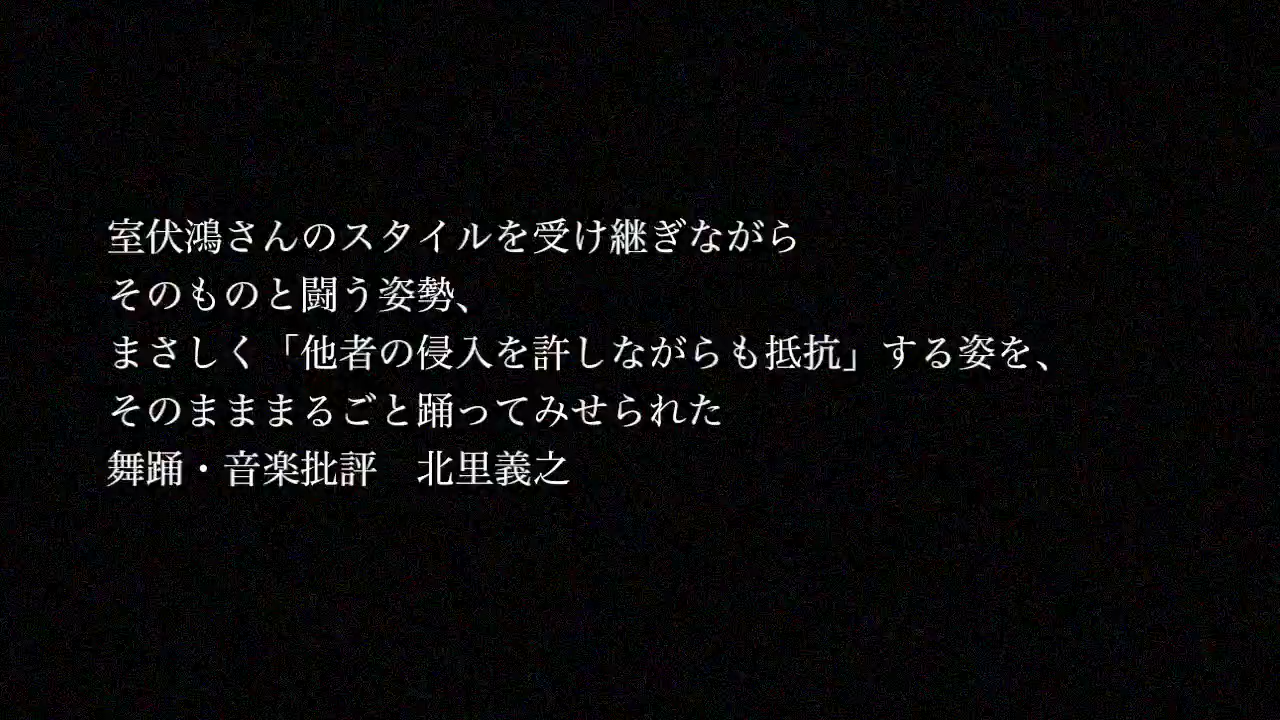 室伏鴻さんのスタイルを受け継ぎながら
そのものと闘う姿勢、
まさしく「他者の侵入を許しながらも抵抗」する姿を、
そのまままるごと踊ってみせられた
舞踊・音楽批評　北里義之